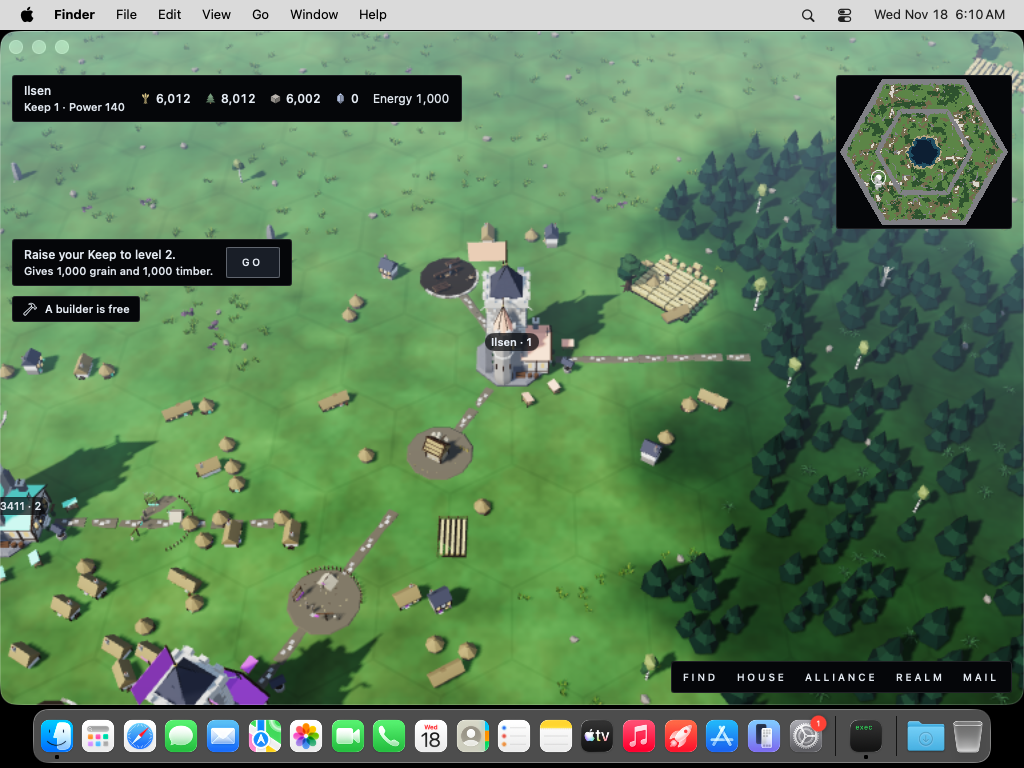 Finder File Edit View Go Window Help Wed Nov 18 6:10 AM
Ilsen
Keep 1 · Power 140
6,012 8,012 6,002 0 Energy 1,000
Raise your Keep to level 2.
Gives 1,000 grain and 1,000 timber.
GO
A builder is free
Ilsen · 1
3411 · 2
FIND HOUSE ALLIANCE REALM MAIL
Wed
18
tv
1
exec